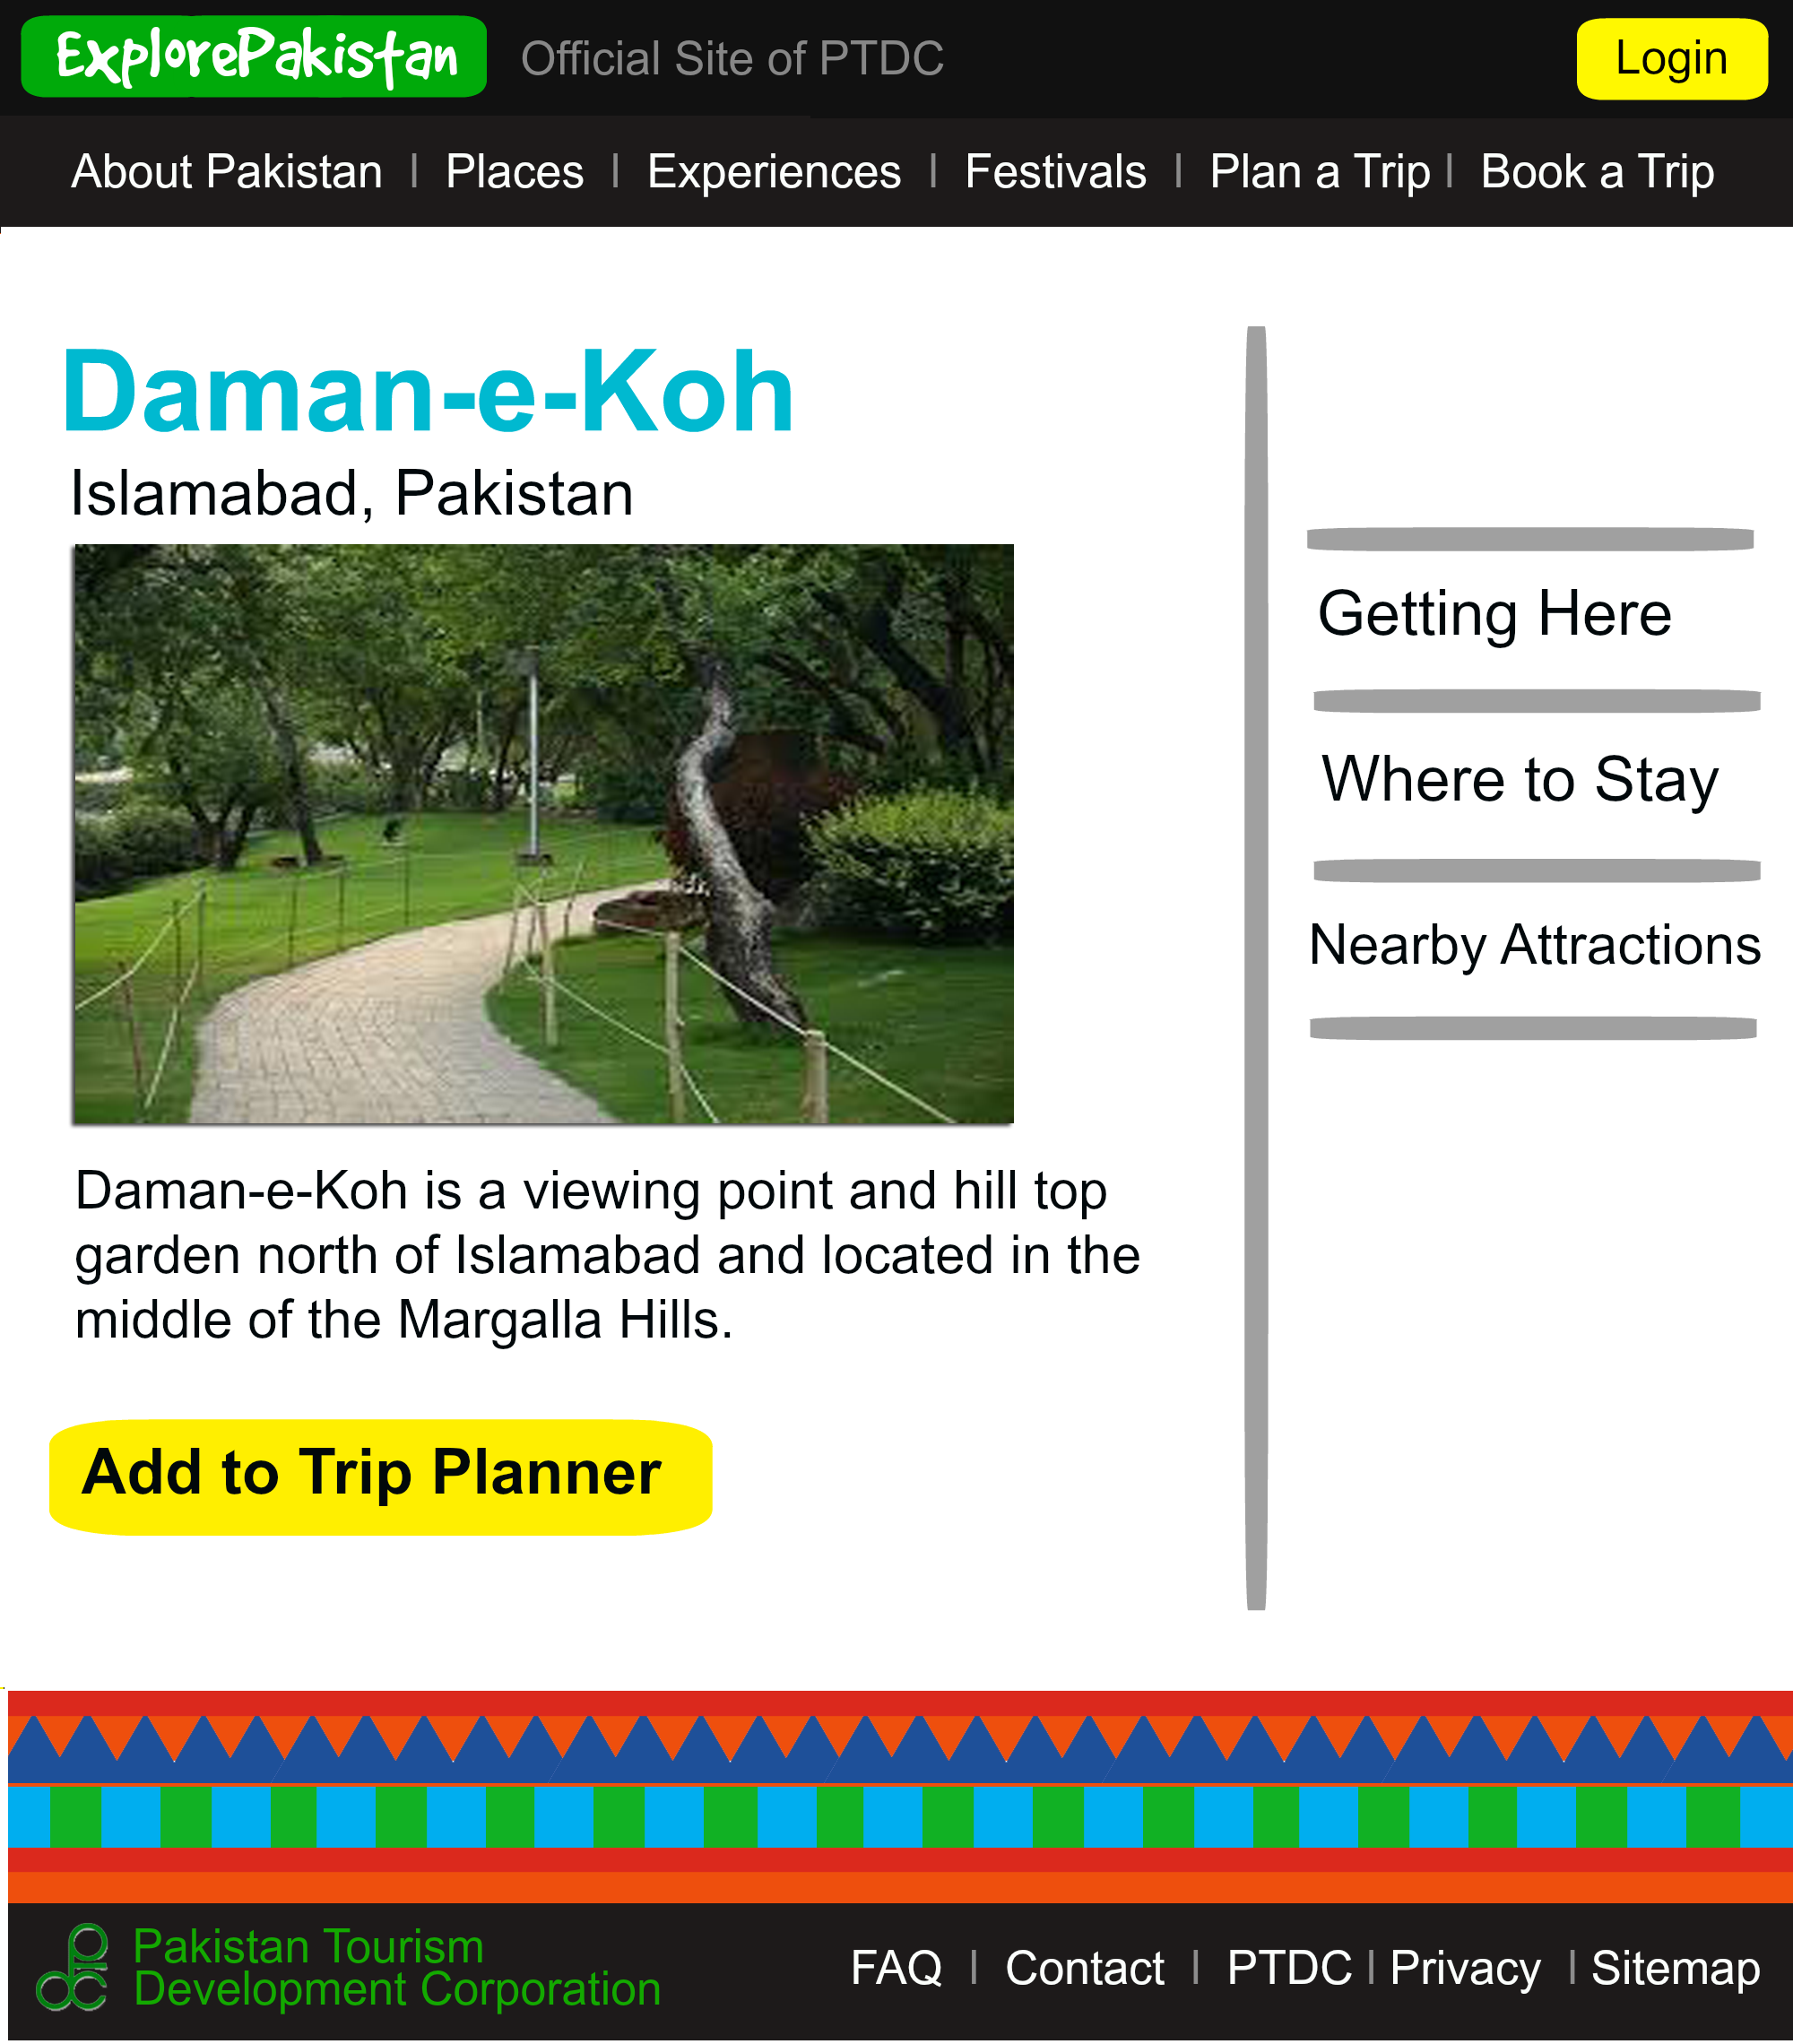 ExplorePakistan Official Site of PTDC Login
About Pakistan | Places | Experiences | Festivals | Plan a Trip | Book a Trip
Daman-e-Koh
Islamabad, Pakistan
Daman-e-Koh is a viewing point and hill top
garden north of Islamabad and located in the
middle of the Margalla Hills.
Add to Trip Planner
Getting Here
Where to Stay
Nearby Attractions
Pakistan Tourism
Development Corporation
FAQ | Contact | PTDC | Privacy | Sitemap